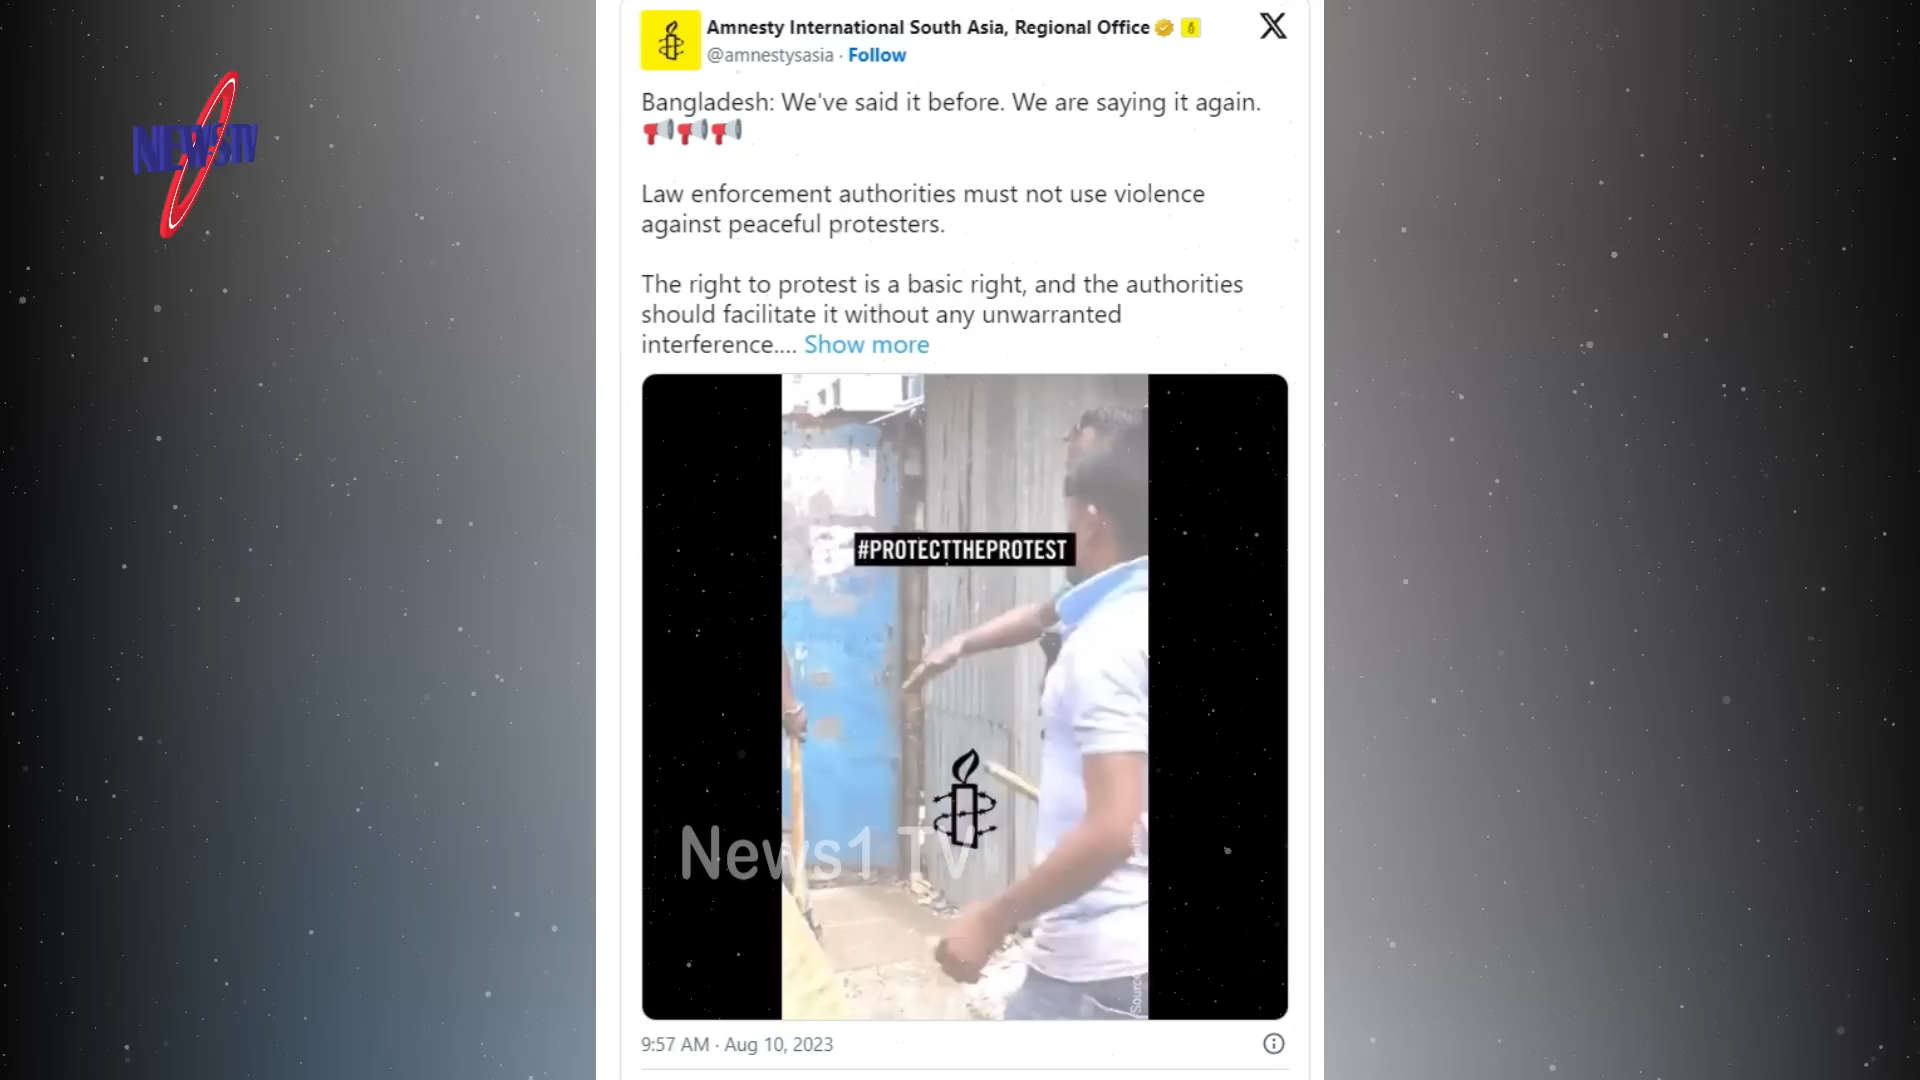 NEWSTV
Amnesty International South Asia, Regional Office
@amnestysasia · Follow
Bangladesh: We've said it before. We are saying it again.
📢📢📢
Law enforcement authorities must not use violence
against peaceful protesters.
The right to protest is a basic right, and the authorities
should facilitate it without any unwarranted
interference.... Show more
#PROTECTTHEPROTEST
News1 TV
9:57 AM · Aug 10, 2023